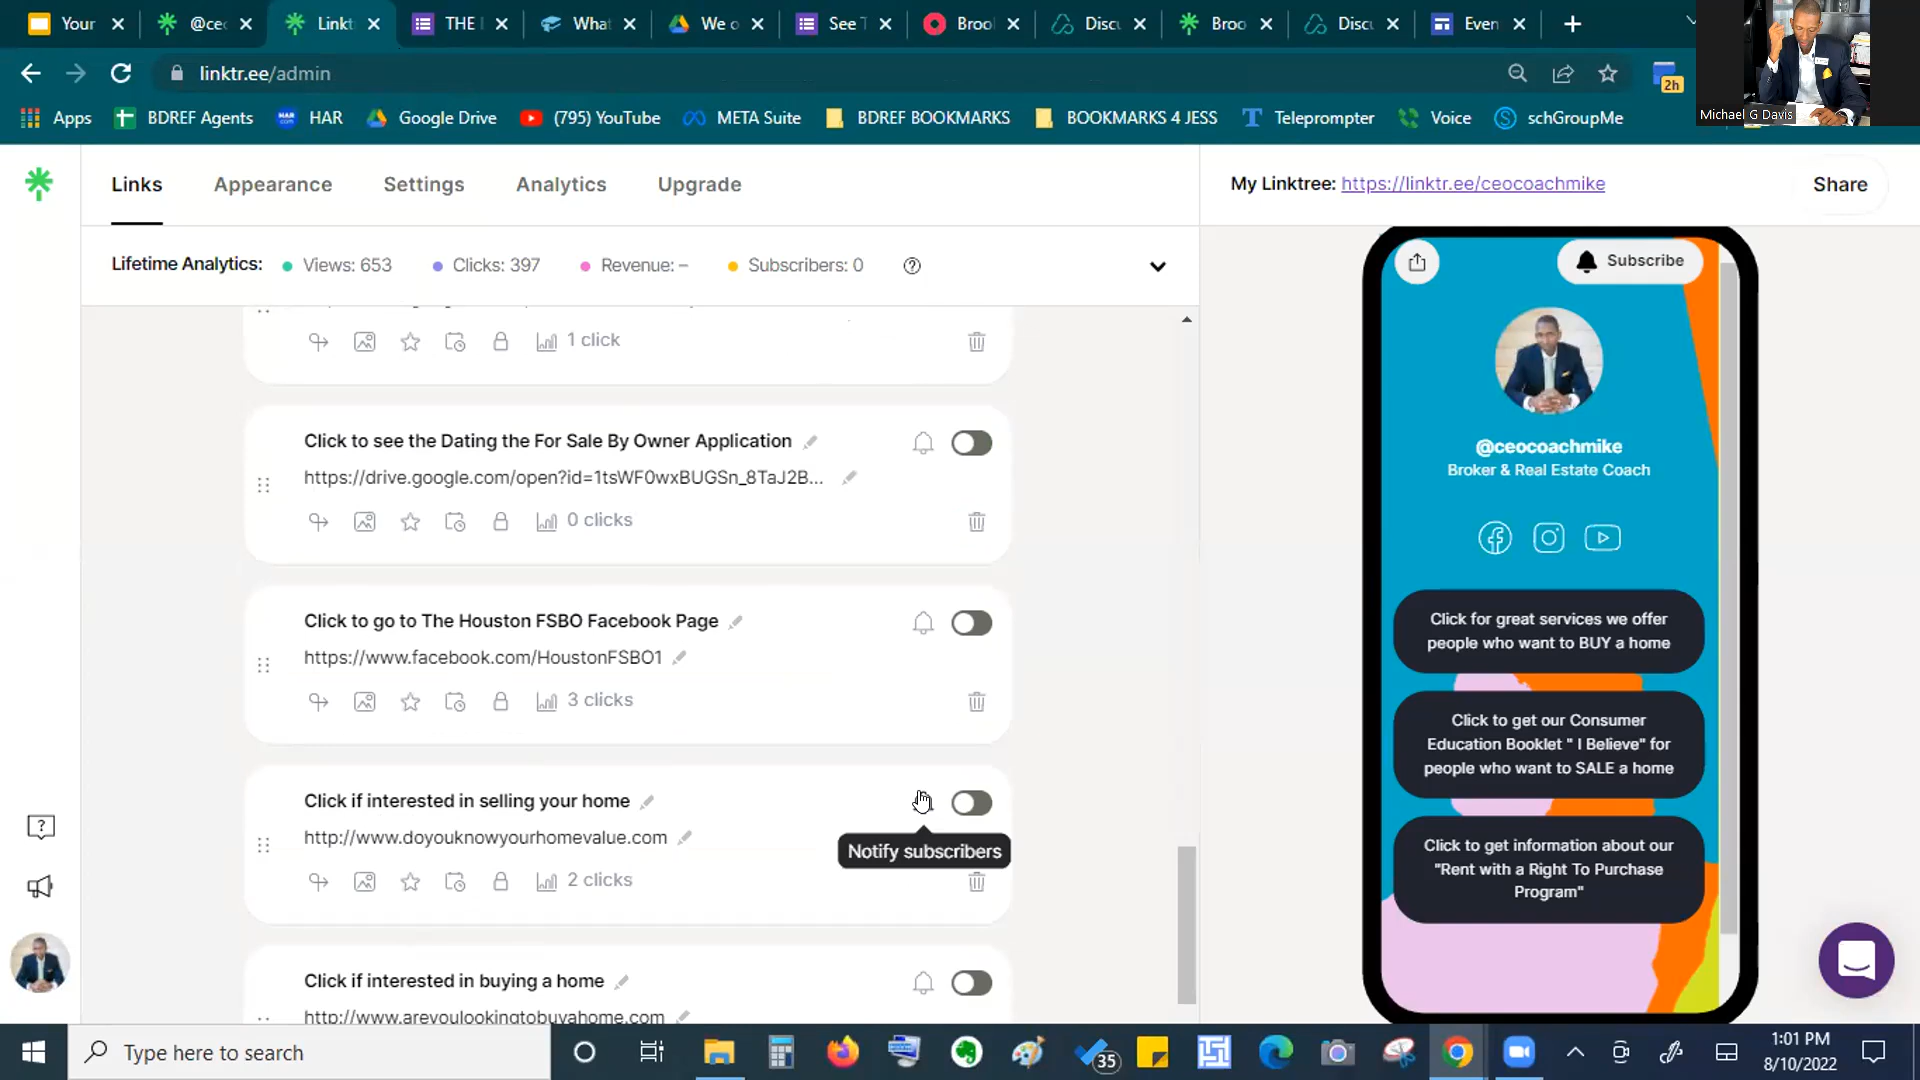 Your
@cec
Linkt
THE
What
We o
See T
Brool
Discu
Broo
Discu
Even
linktr.ee/admin
2h
Apps
BDREF Agents
HAR
Google Drive
(795) YouTube
META Suite
BDREF BOOKMARKS
BOOKMARKS 4 JESS
Teleprompter
Voice
schGroupMe
Michael G Davis
Links
Appearance
Settings
Analytics
Upgrade
My Linktree: https://linktr.ee/ceocoachmike
Share
Lifetime Analytics:
Views: 653
Clicks: 397
Revenue: –
Subscribers: 0
1 click
Click to see the Dating the For Sale By Owner Application
https://drive.google.com/open?id=1tsWF0wxBUGSn_8TaJ2B...
0 clicks
Click to go to The Houston FSBO Facebook Page
https://www.facebook.com/HoustonFSBO1
3 clicks
Click if interested in selling your home
http://www.doyouknowyourhomevalue.com
Notify subscribers
2 clicks
Click if interested in buying a home
http://www.areyoulookingtobuyahome.com
Subscribe
@ceocoachmike
Broker & Real Estate Coach
Click for great services we offer
people who want to BUY a home
Click to get our Consumer
Education Booklet " I Believe" for
people who want to SALE a home
Click to get information about our
"Rent with a Right To Purchase
Program"
Type here to search
35
1:01 PM
8/10/2022